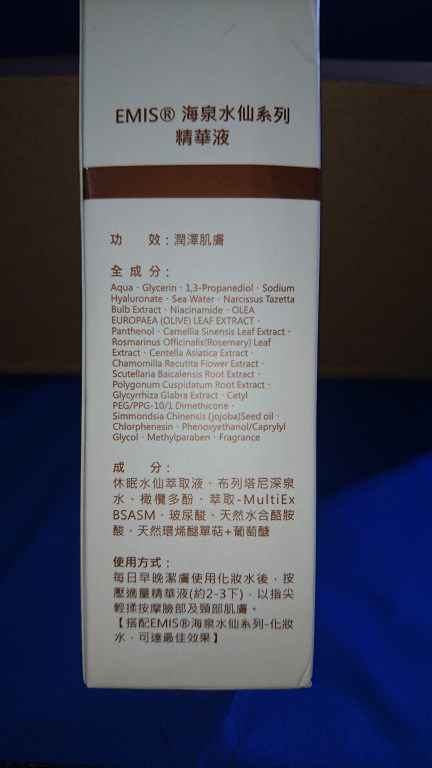 EMIS® 海泉水仙系列
精華液
功 效：潤澤肌膚
全 成 分：
Aqua、Glycerin、1,3-Propanediol、Sodium
Hyaluronate、Sea Water、Narcissus Tazetta
Bulb Extract、Niacinamide、OLEA
EUROPAEA (OLIVE) LEAF EXTRACT、
Panthenol、Camellia Sinensis Leaf Extract、
Rosmarinus Officinalis(Rosemary) Leaf
Extract、Centella Asiatica Extract、
Chamomilla Recutita Flower Extract、
Scutellaria Baicalensis Root Extract、
Polygonum Cuspidatum Root Extract、
Glycyrrhiza Glabra Extract、Cetyl
PEG/PPG-10/1 Dimethicone、
Simmondsia Chinensis (Jojoba)Seed oil、
Chlorphenesin、Phenoxyethanol/Caprylyl
Glycol、Methylparaben、Fragrance
成 分：
休眠水仙萃取液、布列塔尼深泉
水、橄欖多酚、萃取-MultiEx
BSASM、玻尿酸、天然水合醯胺
酸、天然環烯醚單萜+葡萄醣
使用方式：
每日早晚潔膚使用化妝水後，按
壓適量精華液(約2-3下)，以指尖
輕揉按摩臉部及頸部肌膚。
【搭配EMIS®海泉水仙系列-化妝
水，可達最佳效果】